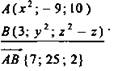 A(x²; -9; 10)
B(3; y²; z² - z).
AB {7; 25; 2}